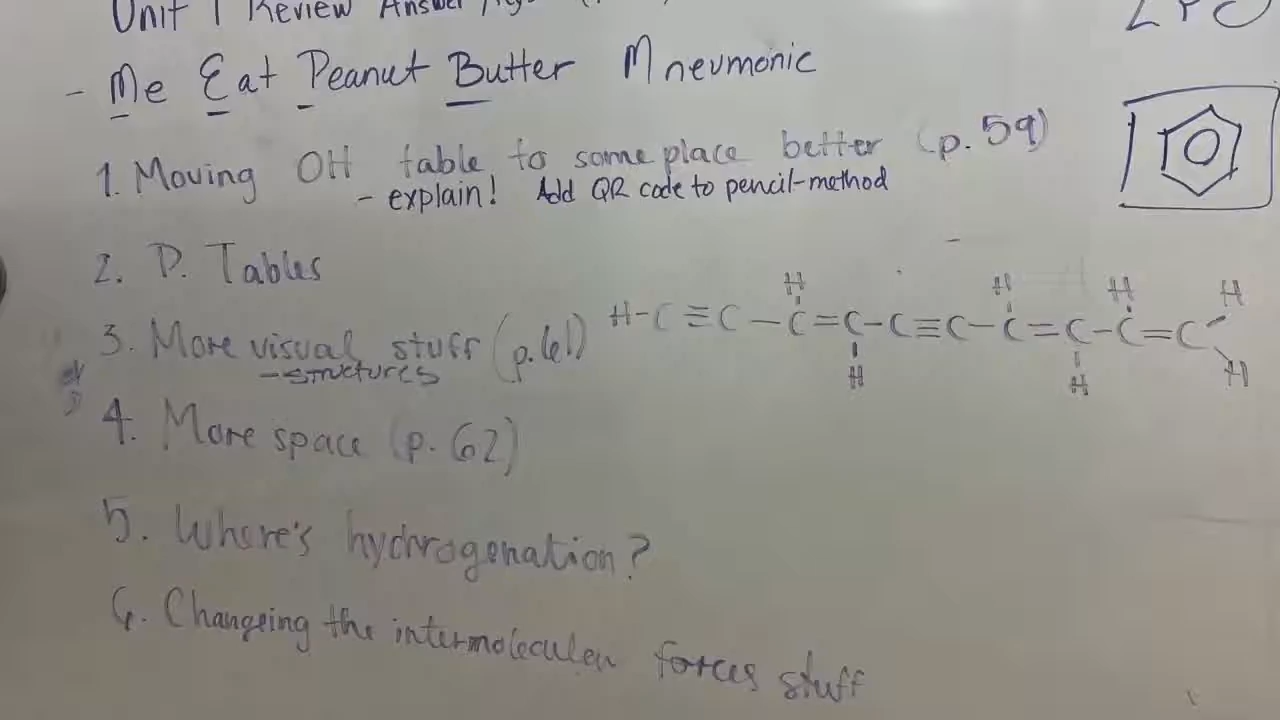 Unit 1 Review Answer
- Me Eat Peanut Butter Mneumonic
1. Moving OH table to some place better (p. 59)
- explain! Add QR code to pencil-method
2. D. Tables
3. More visual stuff (p.61)
- structures
H-C≡C-C=C-C≡C-C=C-C=C
H H H H
H H H
4. More space (p. 62)
5. Where's hydrogenation?
6. Changeing the intermolecular forces stuff